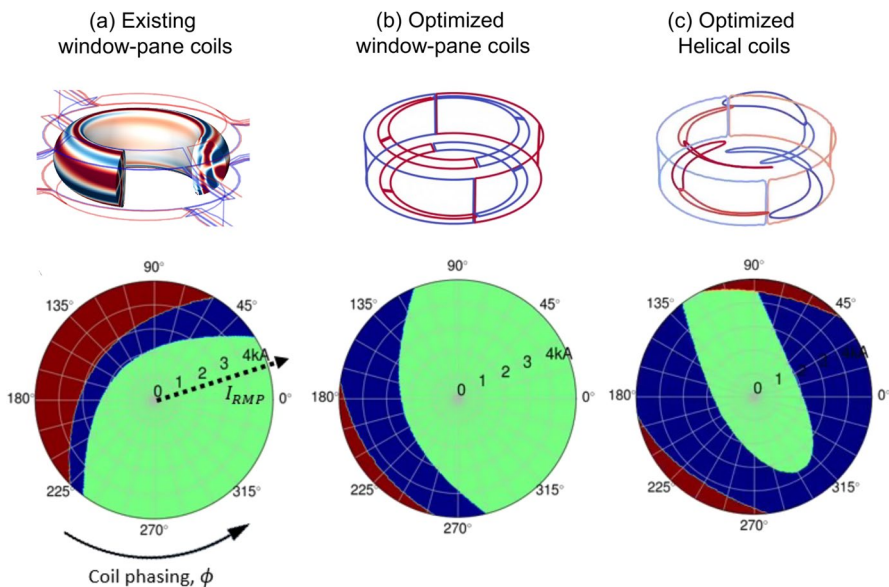 (a) Existing
window-pane coils
(b) Optimized
window-pane coils
(c) Optimized
Helical coils
90°
135°
45°
180°
0 1 2 3 4kA
I_RMP
0°
225°
315°
270°
Coil phasing, ϕ
90°
135°
45°
180°
0 1 2 3 4kA
0°
225°
315°
270°
90°
135°
45°
180°
0 1
0°
225°
315°
270°